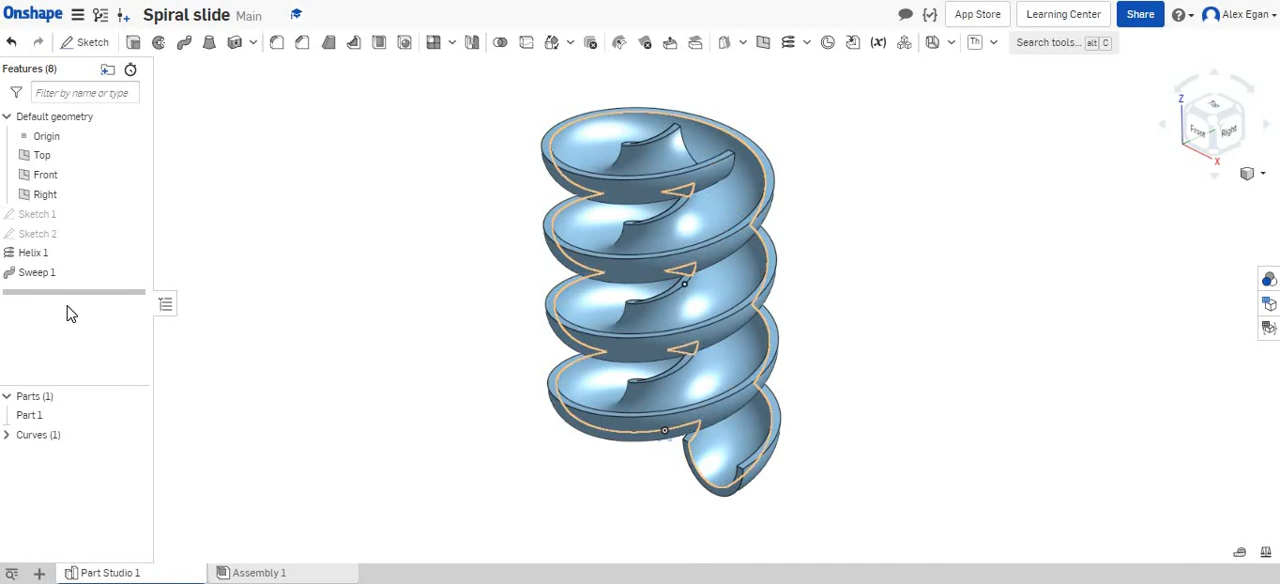 Onshape Spiral slide Main App Store Learning Center Share Alex Egan
Sketch Search tools... alt C
Features (8)
Filter by name or type
Default geometry
Origin
Top
Front
Right
Sketch 1
Sketch 2
Helix 1
Sweep 1
Parts (1)
Part 1
Curves (1)
Z
Top
Front Right
X
Part Studio 1 Assembly 1